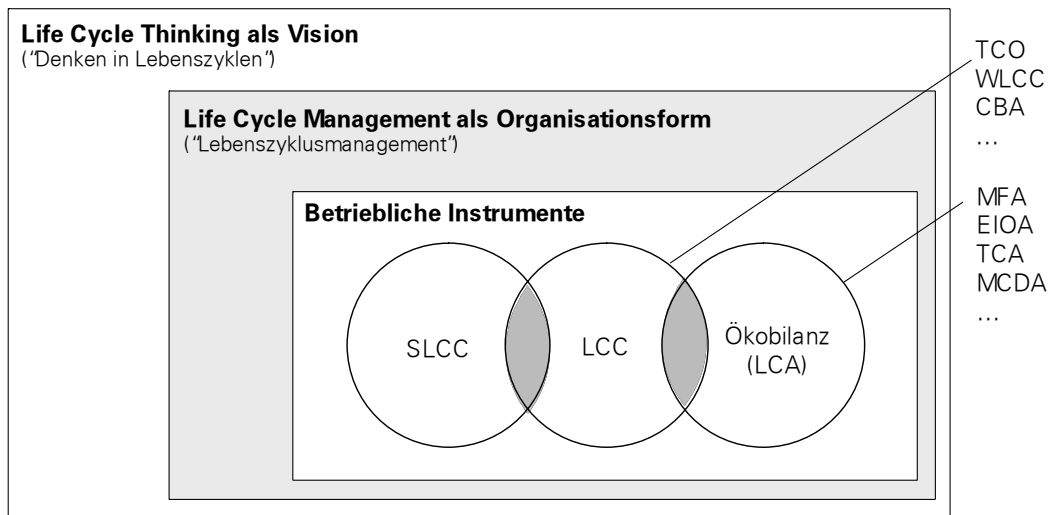 Life Cycle Thinking als Vision
("Denken in Lebenszyklen")
Life Cycle Management als Organisationsform
("Lebenszyklusmanagement")
Betriebliche Instrumente
SLCC
LCC
Ökobilanz
(LCA)
TCO
WLCC
CBA
...
MFA
EIOA
TCA
MCDA
...